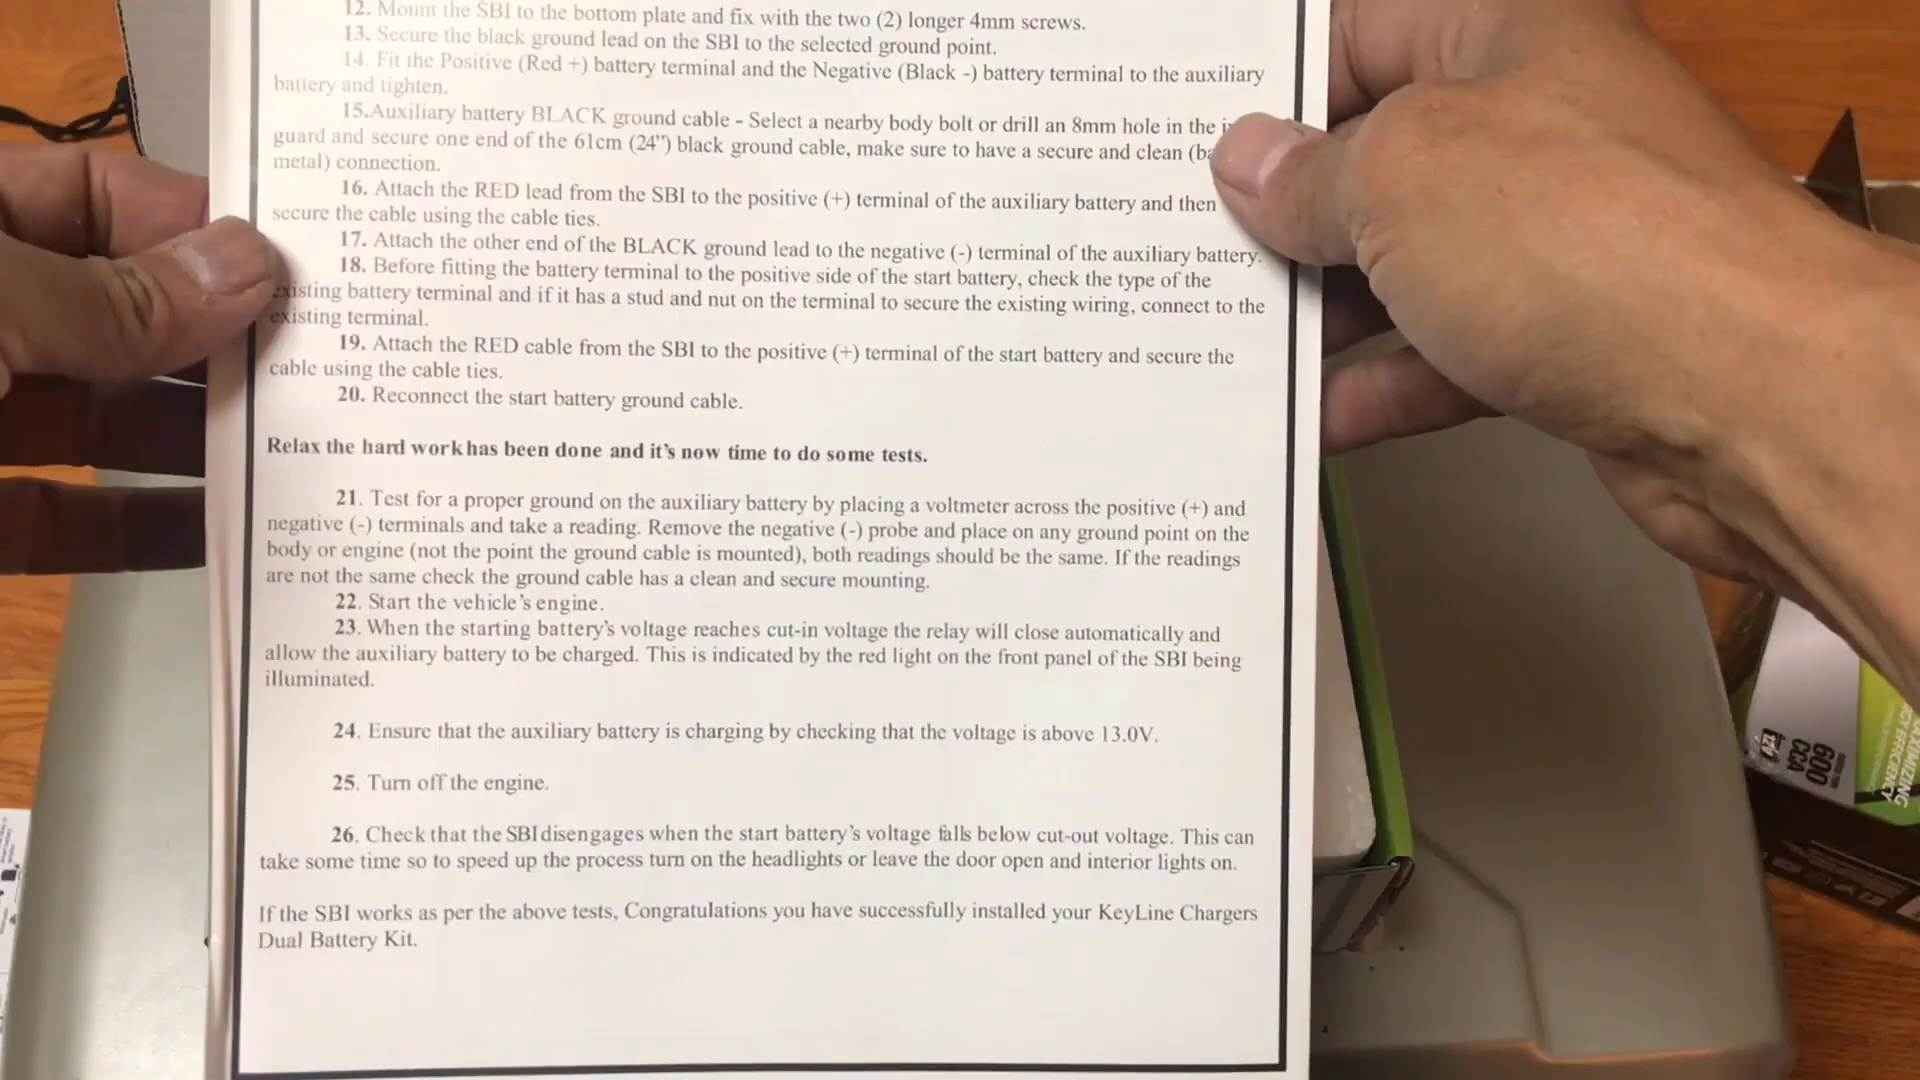 12. Mount the SBI to the bottom plate and fix with the two (2) longer 4mm screws.
13. Secure the black ground lead on the SBI to the selected ground point.
14. Fit the Positive (Red +) battery terminal and the Negative (Black -) battery terminal to the auxiliary
battery and tighten.
15.Auxiliary battery BLACK ground cable - Select a nearby body bolt or drill an 8mm hole in the
guard and secure one end of the 61cm (24") black ground cable, make sure to have a secure and clean
metal) connection.
16. Attach the RED lead from the SBI to the positive (+) terminal of the auxiliary battery and then
secure the cable using the cable ties.
17. Attach the other end of the BLACK ground lead to the negative (-) terminal of the auxiliary battery.
18. Before fitting the battery terminal to the positive side of the start battery, check the type of the
existing battery terminal and if it has a stud and nut on the terminal to secure the existing wiring, connect to the
existing terminal.
19. Attach the RED cable from the SBI to the positive (+) terminal of the start battery and secure the
cable using the cable ties.
20. Reconnect the start battery ground cable.
Relax the hard work has been done and it's now time to do some tests.
21. Test for a proper ground on the auxiliary battery by placing a voltmeter across the positive (+) and
negative (-) terminals and take a reading. Remove the negative (-) probe and place on any ground point on the
body or engine (not the point the ground cable is mounted), both readings should be the same. If the readings
are not the same check the ground cable has a clean and secure mounting.
22. Start the vehicle's engine.
23. When the starting battery's voltage reaches cut-in voltage the relay will close automatically and
allow the auxiliary battery to be charged. This is indicated by the red light on the front panel of the SBI being
illuminated.
24. Ensure that the auxiliary battery is charging by checking that the voltage is above 13.0V.
25. Turn off the engine.
26. Check that the SBI disengages when the start battery's voltage falls below cut-out voltage. This can
take some time so to speed up the process turn on the headlights or leave the door open and interior lights on.
If the SBI works as per the above tests, Congratulations you have successfully installed your KeyLine Chargers
Dual Battery Kit.
600
CCA
12V
EFFICIENCY